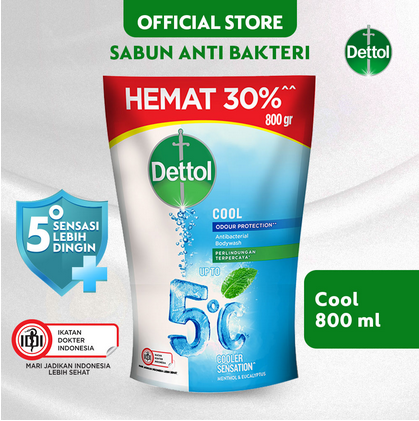 OFFICIAL STORE
SABUN ANTI BAKTERI
Dettol
HEMAT 30%^^
800 gr
Dettol
COOL
ODOUR PROTECTION
Antibacterial
Bodywash
PERLINDUNGAN
TERPERCAYA
UP TO
5°C
COOLER
SENSATION^
MENTHOL & EUCALYPTUS
5°
SENSASI
LEBIH
DINGIN
IDI
IKATAN
DOKTER
INDONESIA
MARI JADIKAN INDONESIA
LEBIH SEHAT
Cool
800 ml